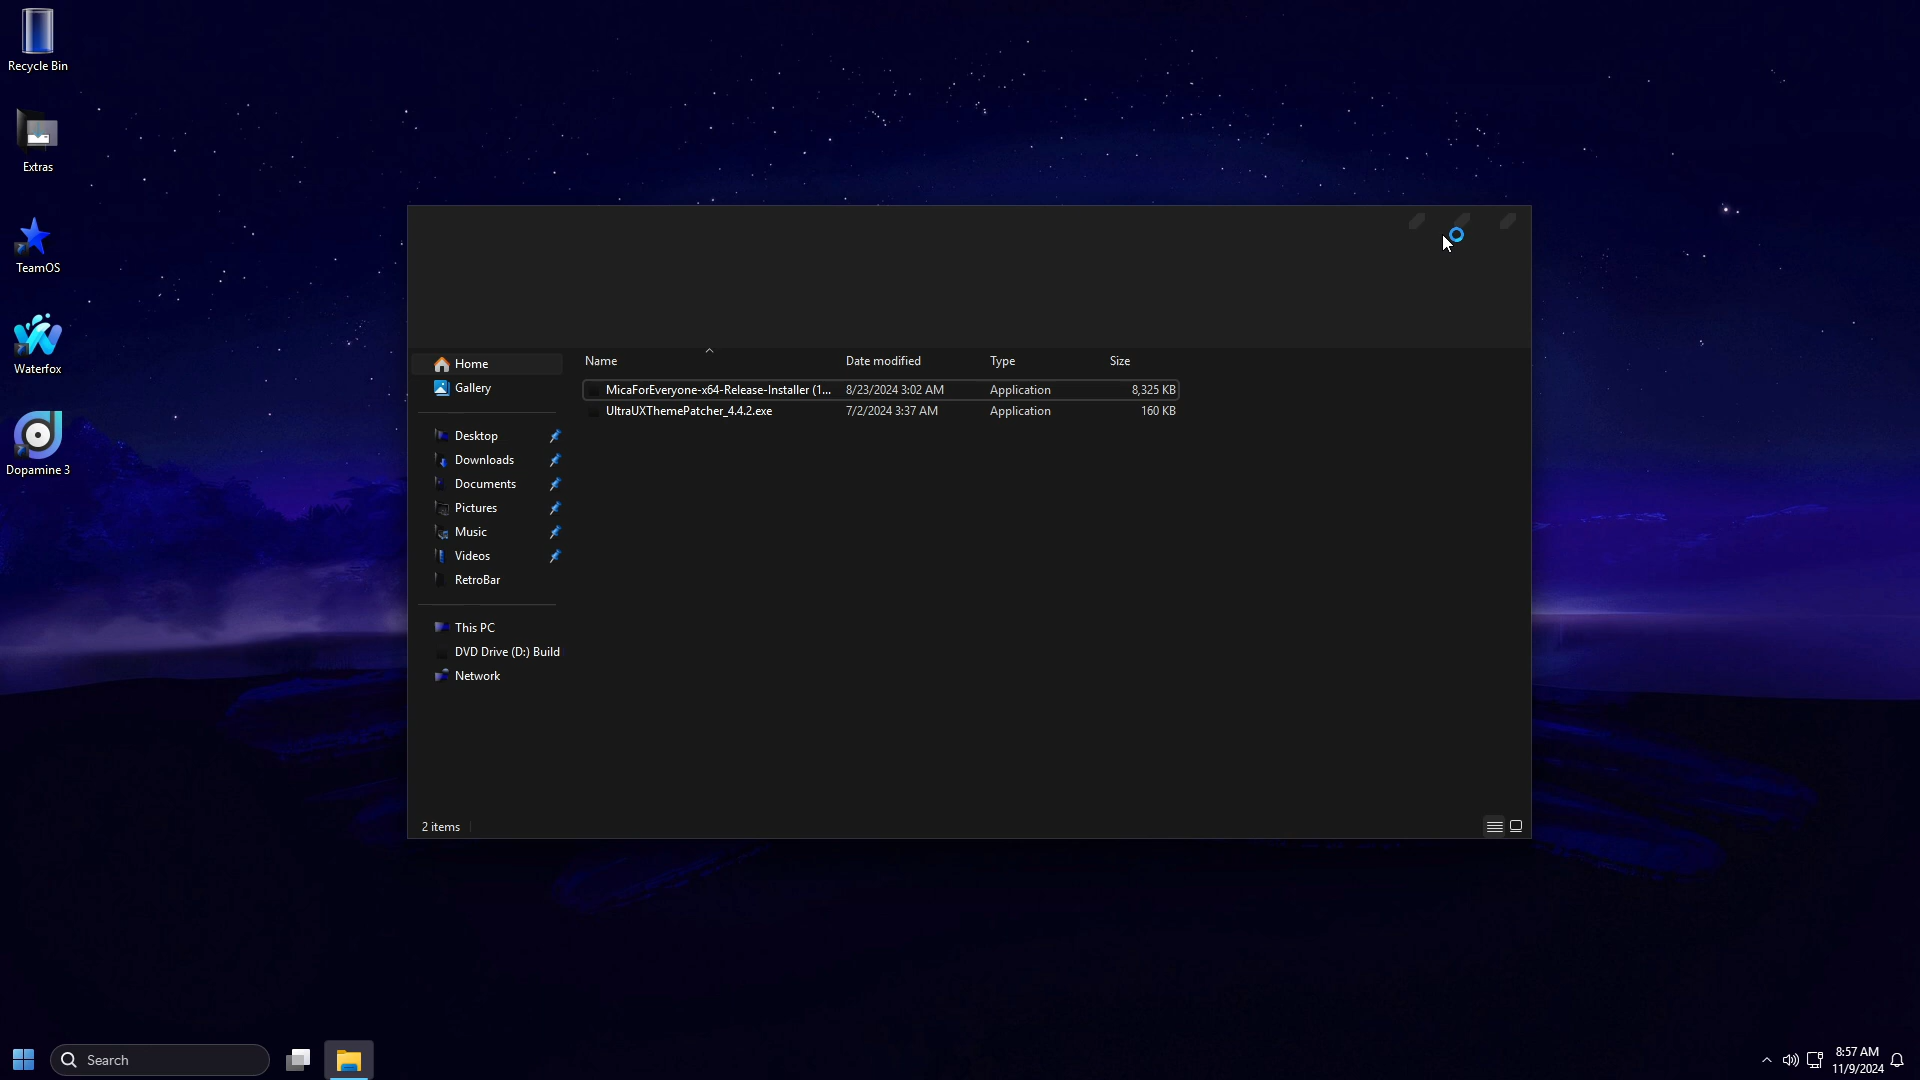 Recycle Bin
Extras
TeamOS
Waterfox
Dopamine 3
Name Date modified Type Size
MicaForEveryone-x64-Release-Installer (1... 8/23/2024 3:02 AM Application 8,325 KB
UltraUXThemePatcher_4.4.2.exe 7/2/2024 3:37 AM Application 160 KB
Home
Gallery
Desktop
Downloads
Documents
Pictures
Music
Videos
RetroBar
This PC
DVD Drive (D:) Build
Network
2 items
Search
8:57 AM
11/9/2024